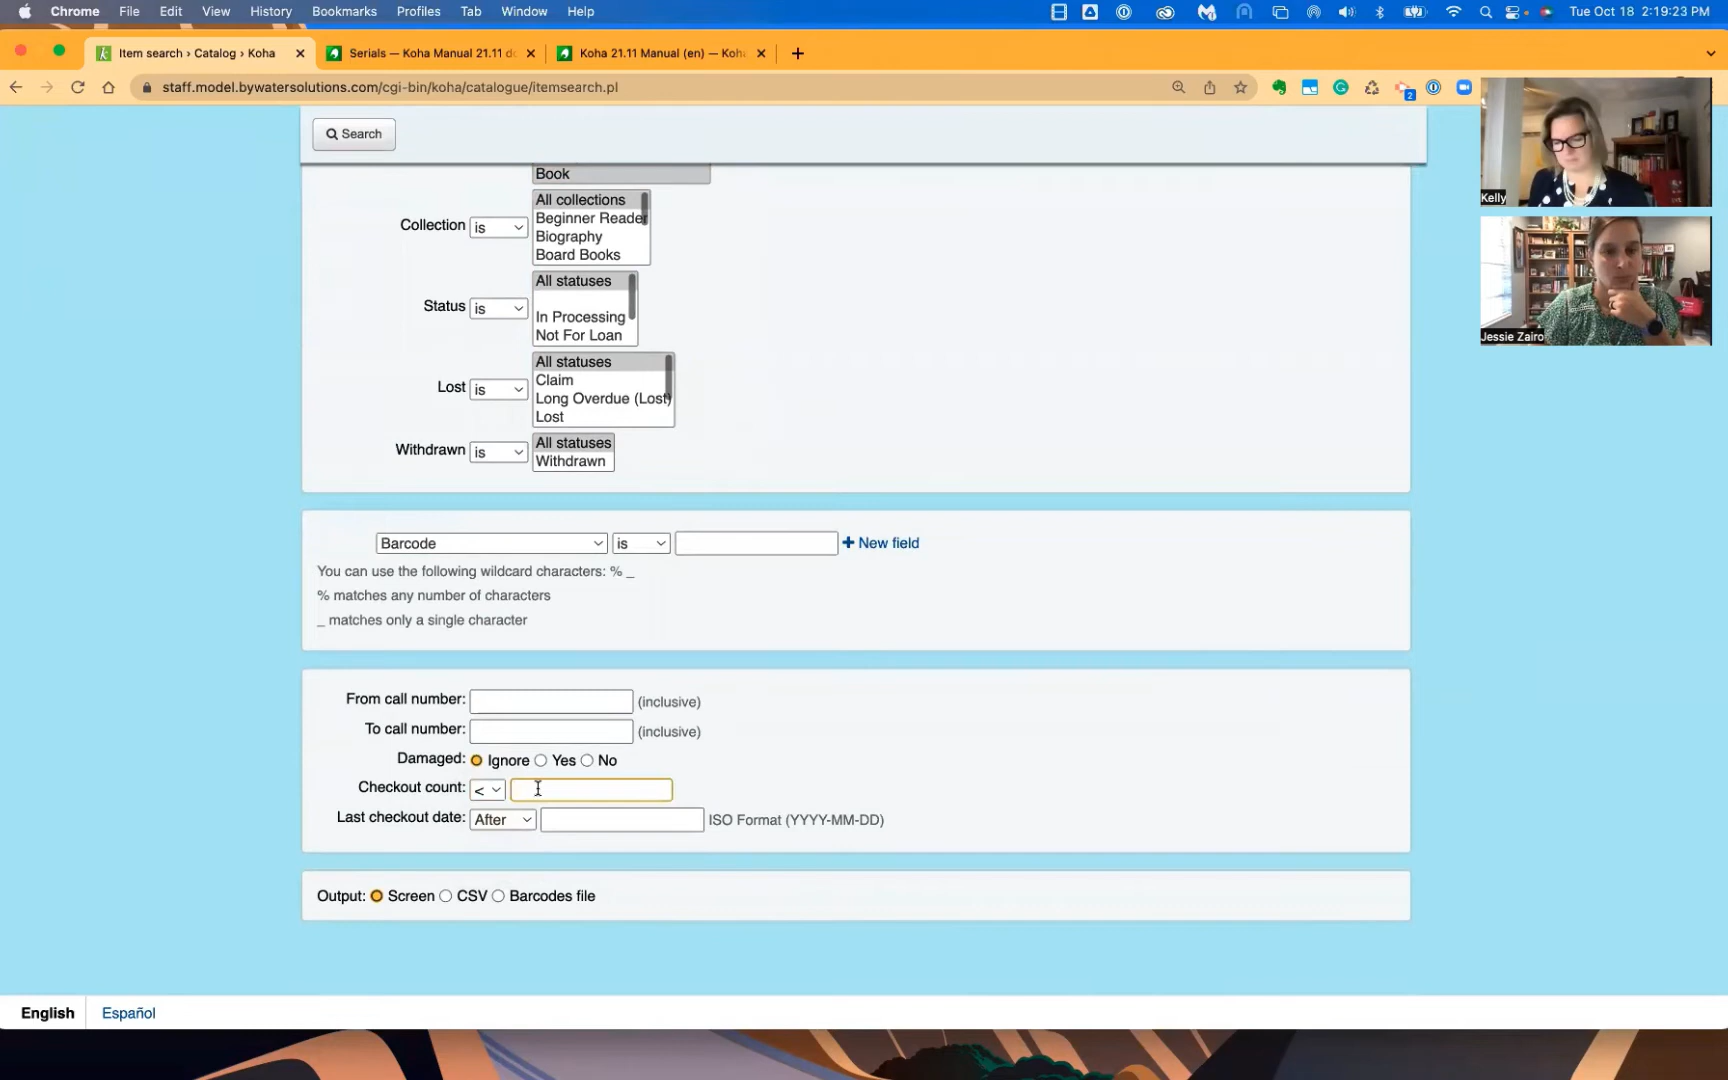 Chrome File Edit View History Bookmarks Profiles Tab Window Help Tue Oct 18 2:19:23 PM
Item search › Catalog › Koha Serials — Koha Manual 21.11 d Koha 21.11 Manual (en) — Koh
staff.model.bywatersolutions.com/cgi-bin/koha/catalogue/itemsearch.pl 2
Search
Kelly
Jessie Zairo
Book
Collection is All collections
Beginner Reader
Biography
Board Books
Status is All statuses
In Processing
Not For Loan
Lost is All statuses
Claim
Long Overdue (Lost)
Lost
Withdrawn is All statuses
Withdrawn
Barcode is + New field
You can use the following wildcard characters: % _
% matches any number of characters
_ matches only a single character
From call number: (inclusive)
To call number: (inclusive)
Damaged: Ignore Yes No
Checkout count: <
Last checkout date: After ISO Format (YYYY-MM-DD)
Output: Screen CSV Barcodes file
English Español